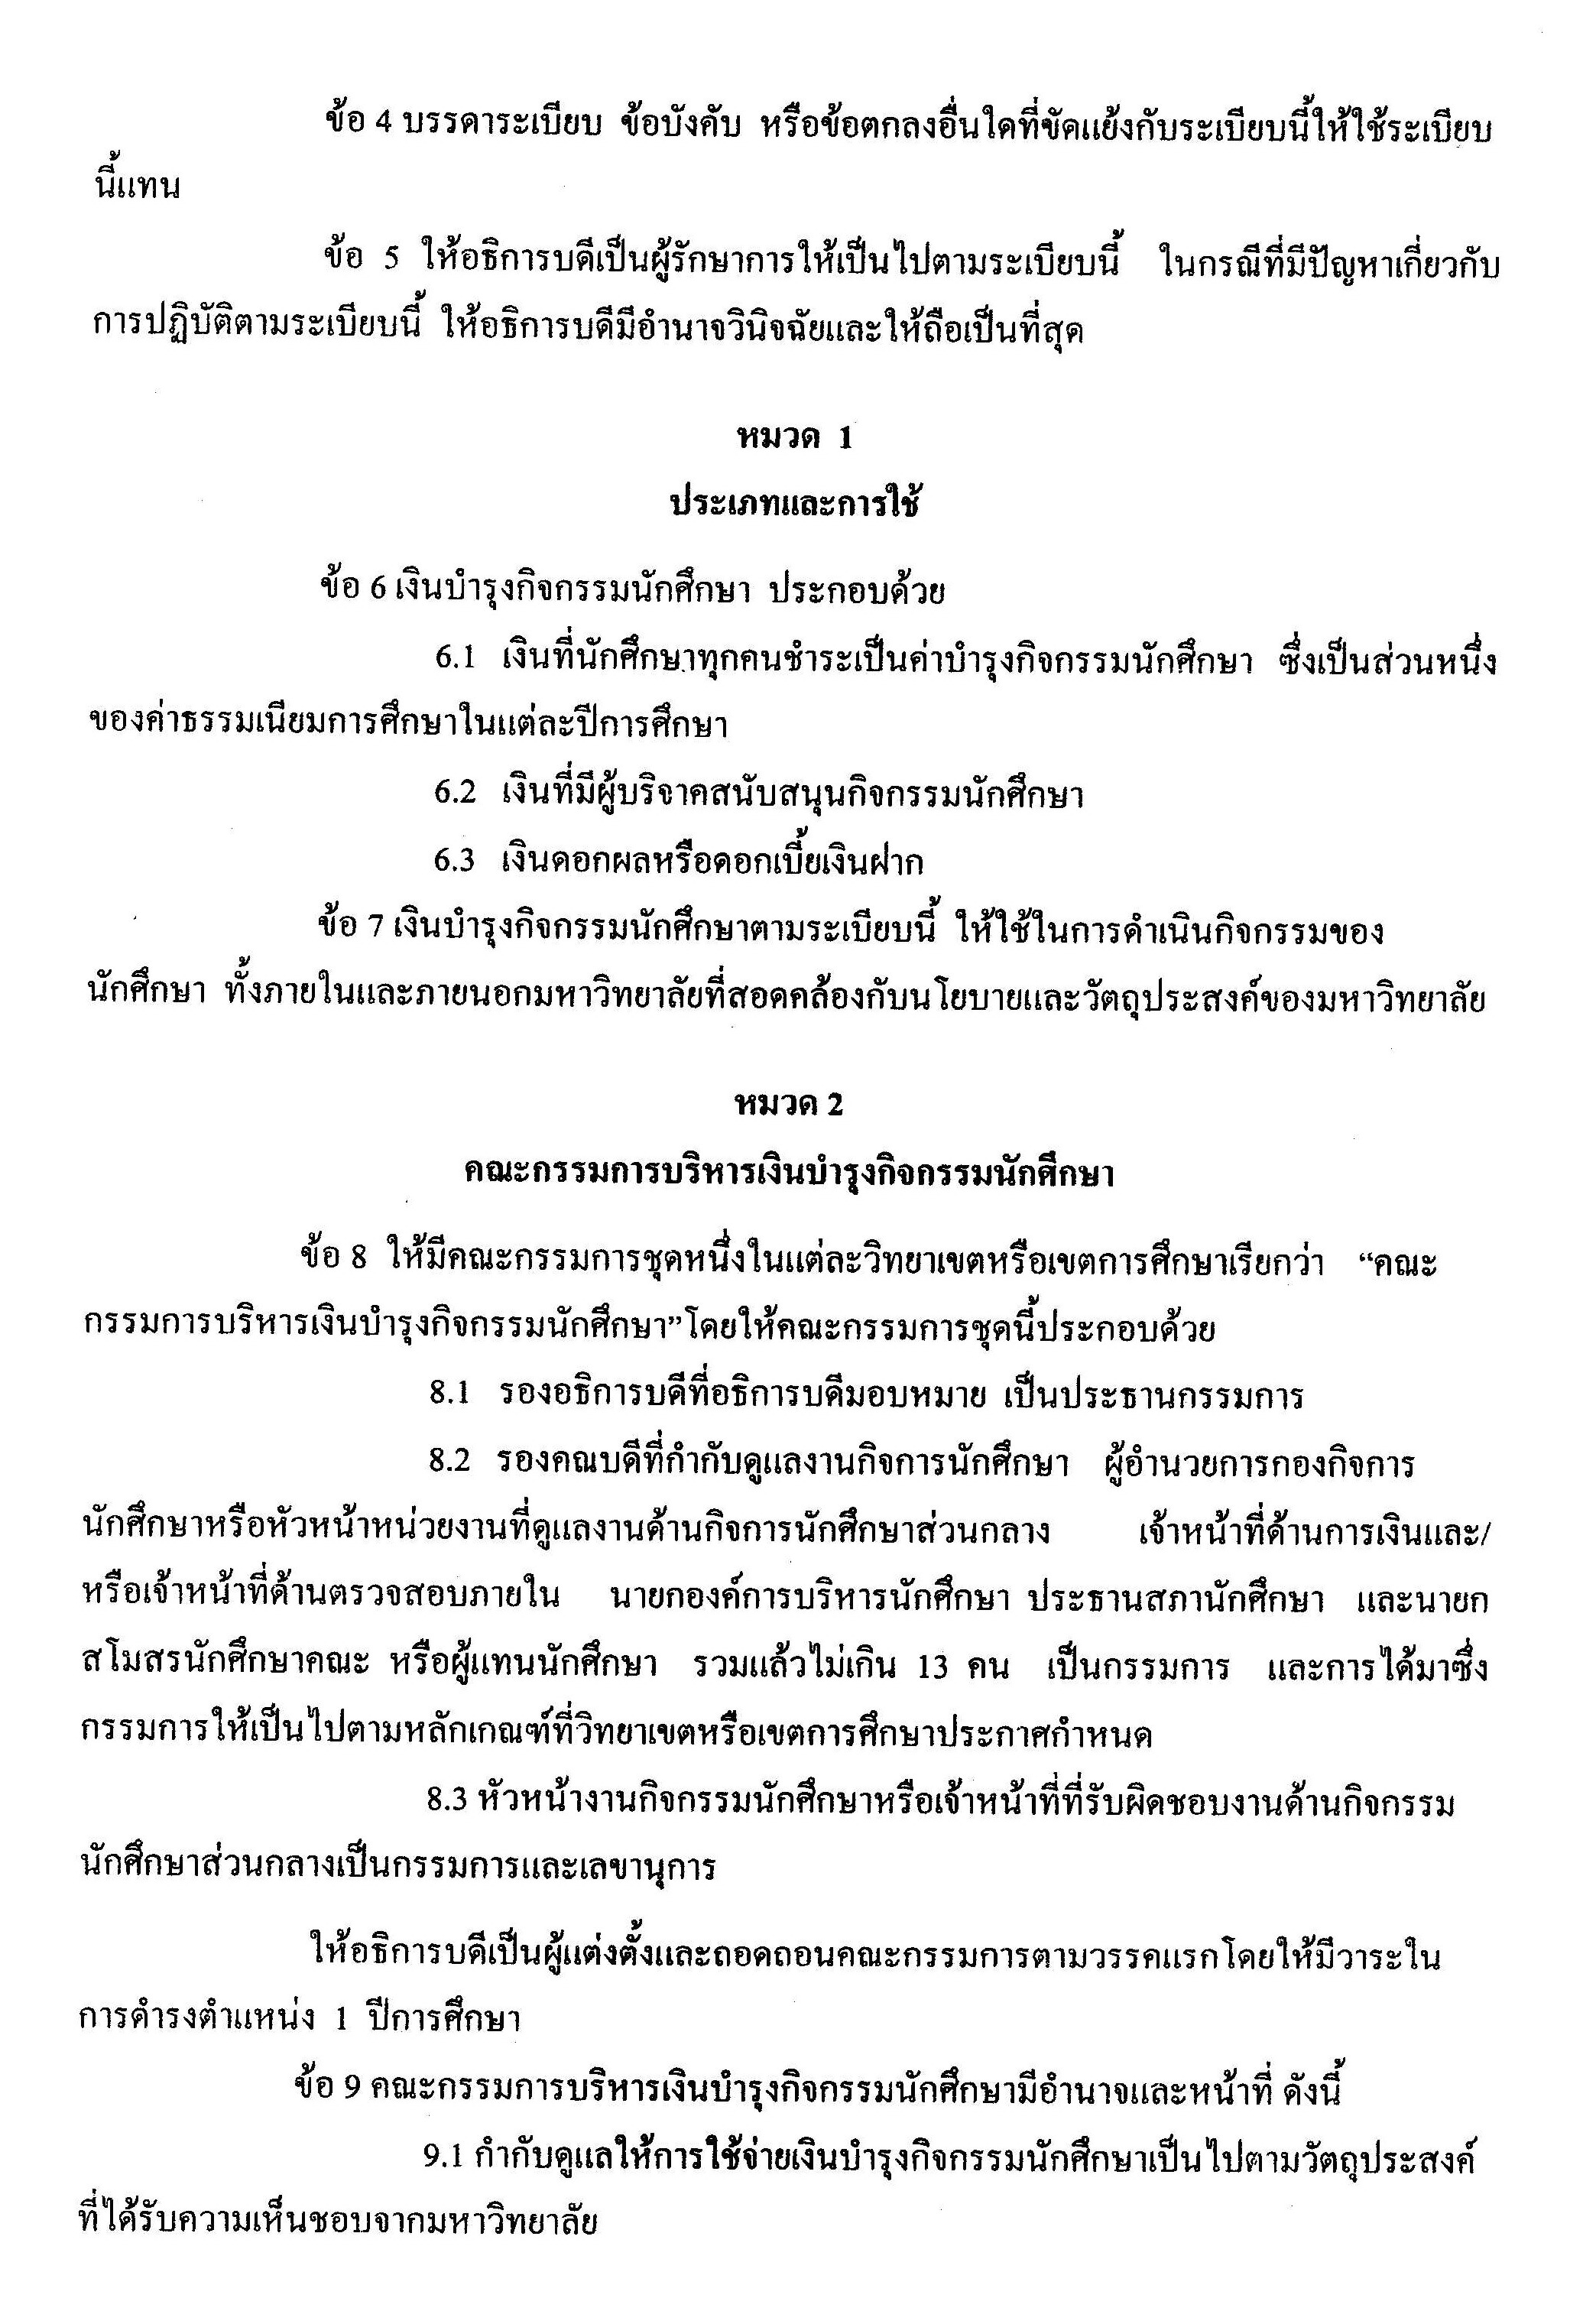 ข้อ 4 บรรดาระเบียบ ข้อบังคับ หรือข้อตกลงอื่นใดที่ขัดแย้งกับระเบียบนี้ให้ใช้ระเบียบ
นี้แทน
ข้อ 5 ให้อธิการบดีเป็นผู้รักษาการให้เป็นไปตามระเบียบนี้ ในกรณีที่มีปัญหาเกี่ยวกับ
การปฏิบัติตามระเบียบนี้ ให้อธิการบดีมีอำนาจวินิจฉัยและให้ถือเป็นที่สุด
หมวด 1
ประเภทและการใช้
ข้อ 6 เงินบำรุงกิจกรรมนักศึกษา ประกอบด้วย
6.1 เงินที่นักศึกษาทุกคนชำระเป็นค่าบำรุงกิจกรรมนักศึกษา ซึ่งเป็นส่วนหนึ่ง
ของค่าธรรมเนียมการศึกษาในแต่ละปีการศึกษา
6.2 เงินที่มีผู้บริจาคสนับสนุนกิจกรรมนักศึกษา
6.3 เงินดอกผลหรือดอกเบี้ยเงินฝาก
ข้อ 7 เงินบำรุงกิจกรรมนักศึกษาตามระเบียบนี้ ให้ใช้ในการดำเนินกิจกรรมของ
นักศึกษา ทั้งภายในและภายนอกมหาวิทยาลัยที่สอดคล้องกับนโยบายและวัตถุประสงค์ของมหาวิทยาลัย
หมวด 2
คณะกรรมการบริหารเงินบำรุงกิจกรรมนักศึกษา
ข้อ 8 ให้มีคณะกรรมการชุดหนึ่งในแต่ละวิทยาเขตหรือเขตการศึกษาเรียกว่า “คณะ
กรรมการบริหารเงินบำรุงกิจกรรมนักศึกษา”โดยให้คณะกรรมการชุดนี้ประกอบด้วย
8.1 รองอธิการบดีที่อธิการบดีมอบหมาย เป็นประธานกรรมการ
8.2 รองคณบดีที่กำกับดูแลงานกิจการนักศึกษา ผู้อำนวยการกองกิจการ
นักศึกษาหรือหัวหน้าหน่วยงานที่ดูแลงานด้านกิจการนักศึกษาส่วนกลาง เจ้าหน้าที่ด้านการเงินและ/
หรือเจ้าหน้าที่ด้านตรวจสอบภายใน นายกองค์การบริหารนักศึกษา ประธานสภานักศึกษา และนายก
สโมสรนักศึกษาคณะ หรือผู้แทนนักศึกษา รวมแล้วไม่เกิน 13 คน เป็นกรรมการ และการได้มาซึ่ง
กรรมการให้เป็นไปตามหลักเกณฑ์ที่วิทยาเขตหรือเขตการศึกษาประกาศกำหนด
8.3 หัวหน้างานกิจกรรมนักศึกษาหรือเจ้าหน้าที่ที่รับผิดชอบงานด้านกิจกรรม
นักศึกษาส่วนกลางเป็นกรรมการและเลขานุการ
ให้อธิการบดีเป็นผู้แต่งตั้งและถอดถอนคณะกรรมการตามวรรคแรกโดยให้มีวาระใน
การดำรงตำแหน่ง 1 ปีการศึกษา
ข้อ 9 คณะกรรมการบริหารเงินบำรุงกิจกรรมนักศึกษามีอำนาจและหน้าที่ ดังนี้
9.1 กำกับดูแลให้การใช้จ่ายเงินบำรุงกิจกรรมนักศึกษาเป็นไปตามวัตถุประสงค์
ที่ได้รับความเห็นชอบจากมหาวิทยาลัย